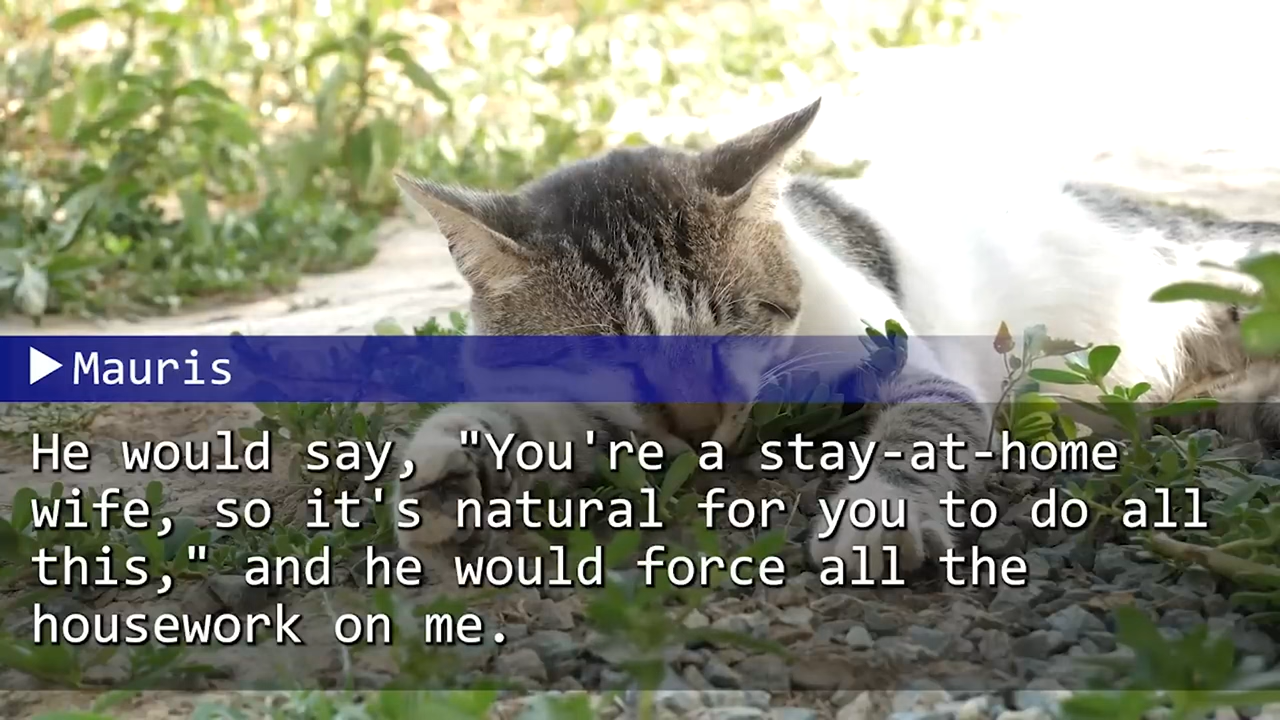 ▶Mauris
He would say, "You're a stay-at-home
wife, so it's natural for you to do all
this," and he would force all the
housework on me.